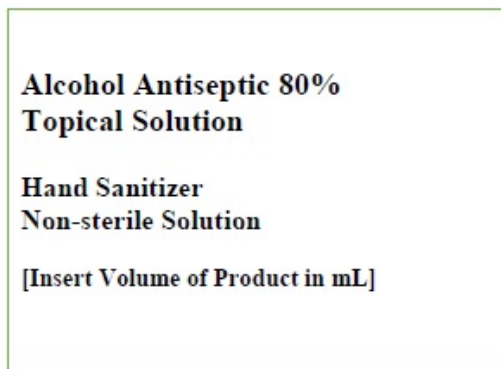 Alcohol Antiseptic 80%
Topical Solution
Hand Sanitizer
Non-sterile Solution
[Insert Volume of Product in mL]